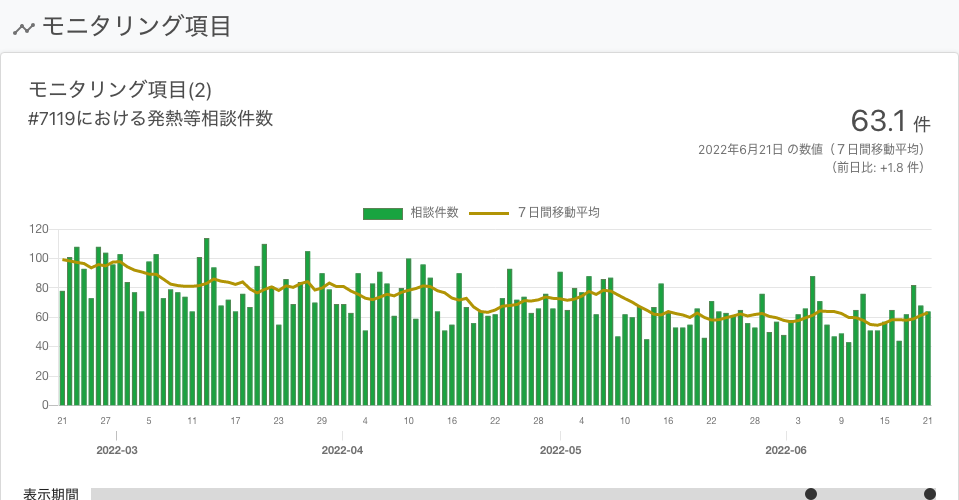 モニタリング項目
モニタリング項目(2)
#7119における発熱等相談件数
63.1 件
2022年6月21日 の数値（７日間移動平均）
（前日比: +1.8 件）
相談件数 ７日間移動平均
120
100
80
60
40
20
0
21 27 5 11 17 23 29 4 10 16 22 28 4 10 16 22 28 3 9 15 21
2022-03 2022-04 2022-05 2022-06
表示期間